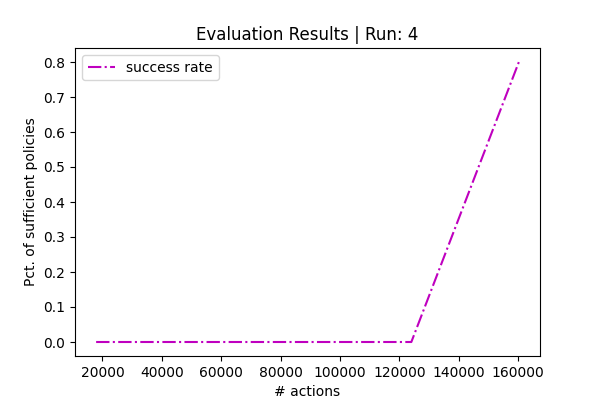 Evaluation Results | Run: 4
success rate
Pct. of sufficient policies
0.8
0.7
0.6
0.5
0.4
0.3
0.2
0.1
0.0
20000 40000 60000 80000 100000 120000 140000 160000
# actions